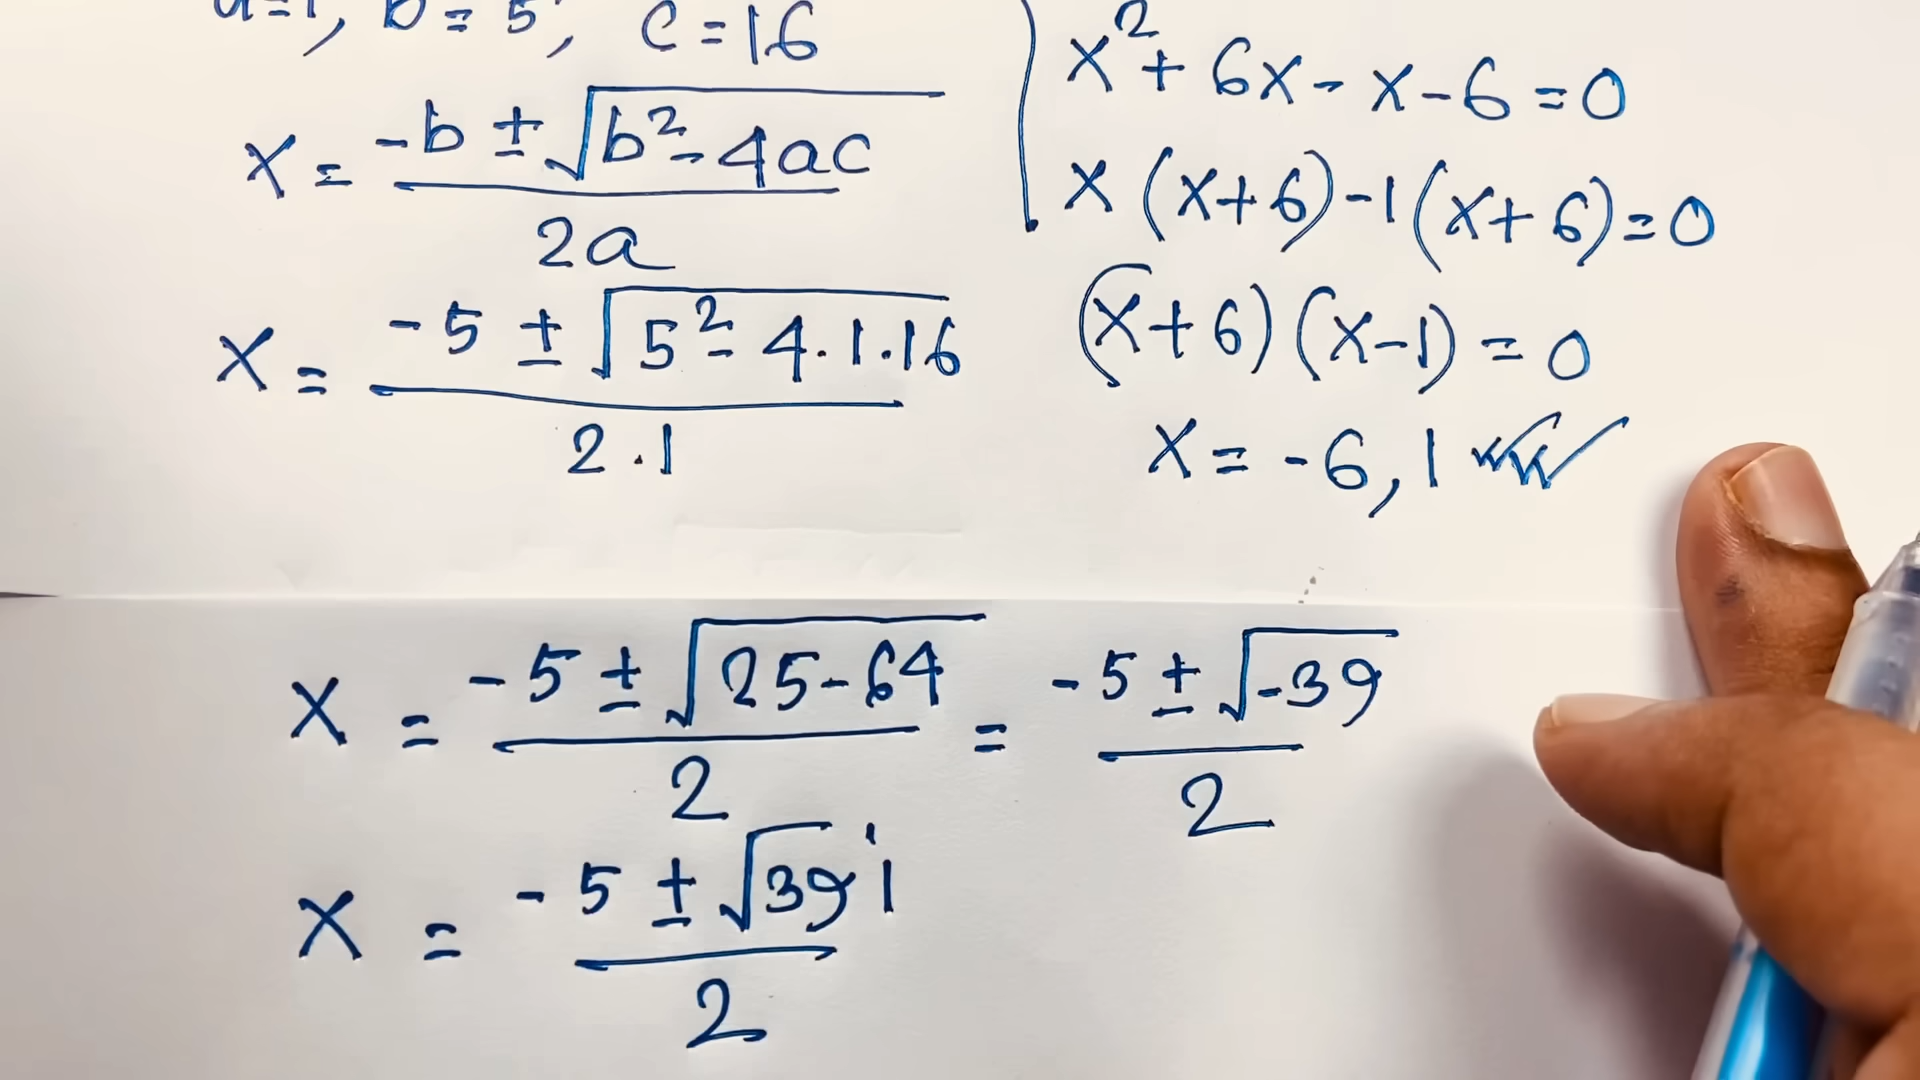 a=1, b = 5, c = 16
x = (-b ± √(b² - 4ac)) / 2a
x = (-5 ± √(5² - 4.1.16)) / 2.1
x² + 6x - x - 6 = 0
x (x+6) - 1 (x+6) = 0
(x+6) (x-1) = 0
x = -6, 1
x = (-5 ± √(25-64)) / 2 = (-5 ± √-39) / 2
x = (-5 ± √39 i) / 2